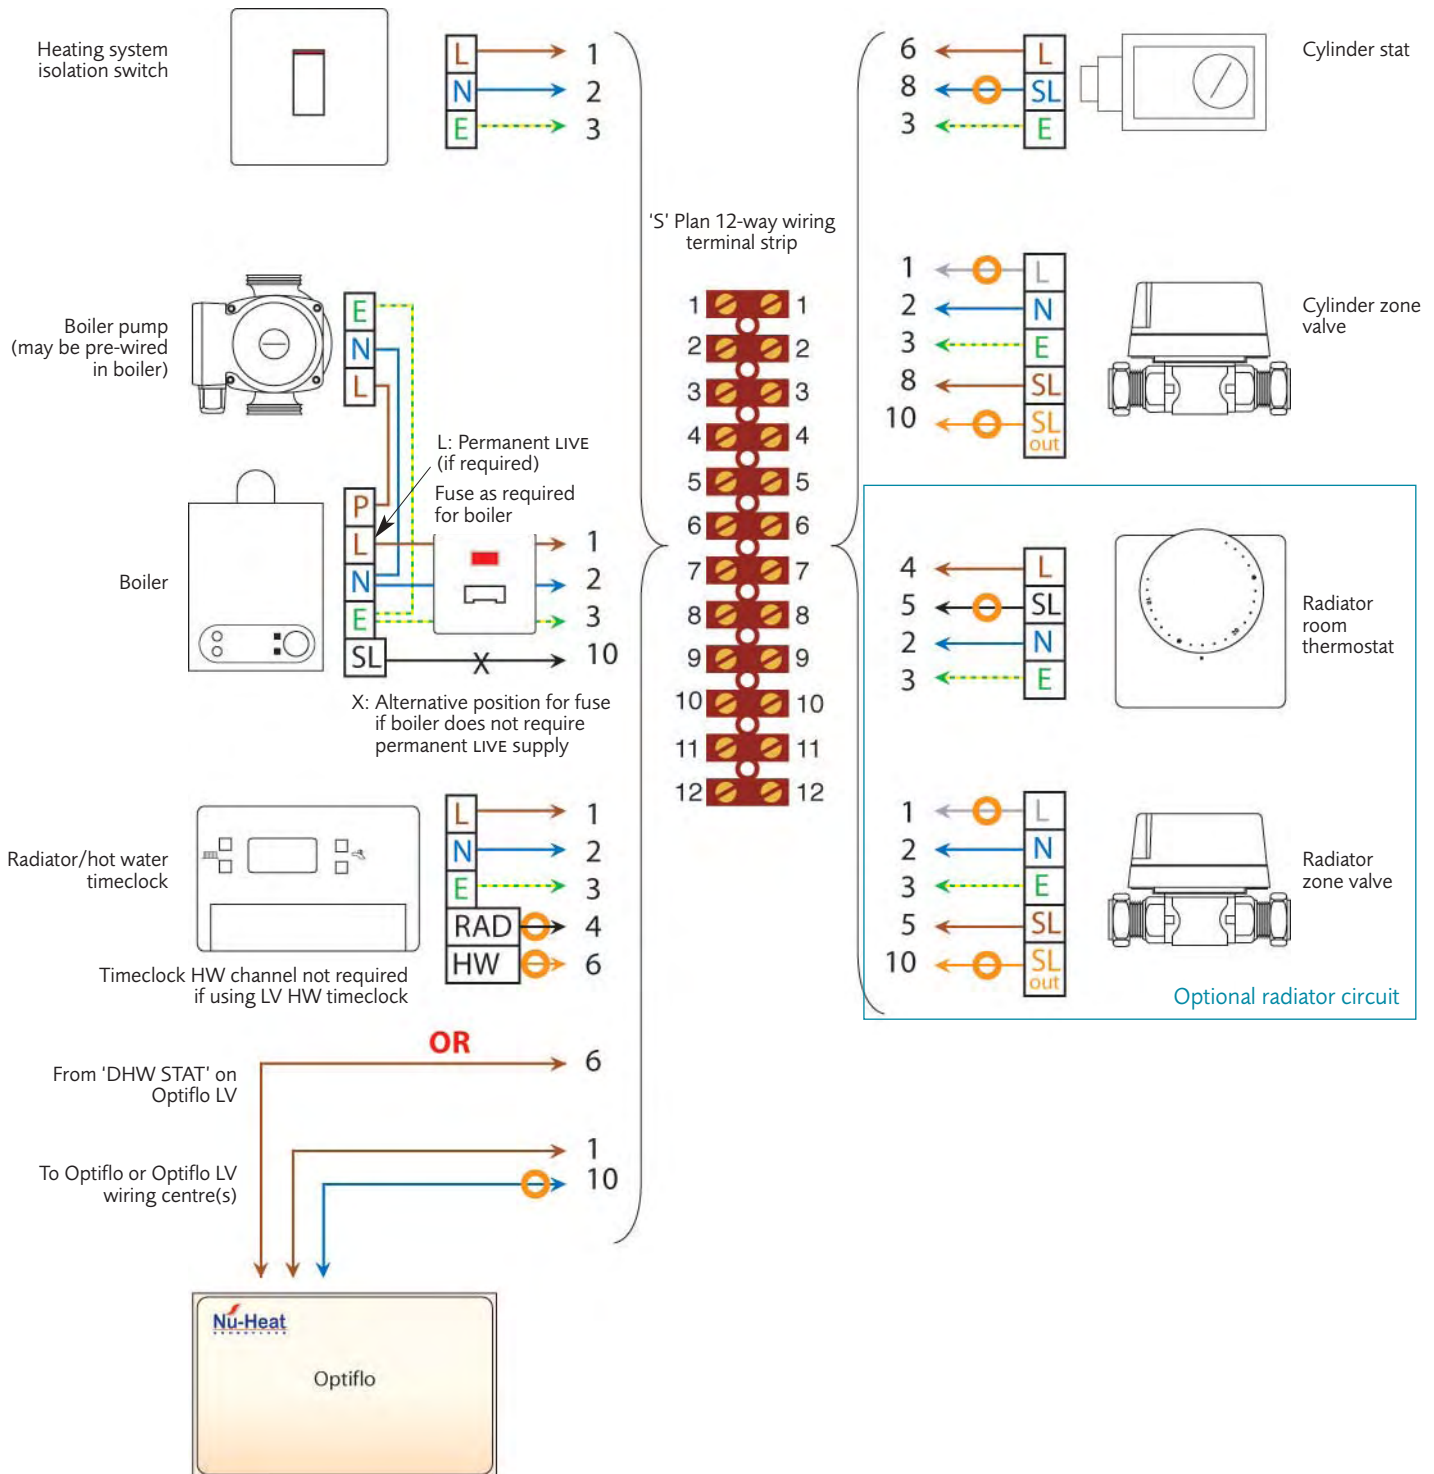 Heating system
isolation switch
L 1
N 2
E 3
Boiler pump
(may be pre-wired
in boiler)
E
N
L
L: Permanent LIVE
(if required)
Fuse as required
for boiler
Boiler
P
L 1
N 2
E 3
SL X 10
X: Alternative position for fuse
if boiler does not require
permanent LIVE supply
Radiator/hot water
timeclock
L 1
N 2
E 3
RAD 4
HW 6
Timeclock HW channel not required
if using LV HW timeclock
OR
From 'DHW STAT' on
Optiflo LV
6
To Optiflo or Optiflo LV
wiring centre(s)
1
10
Nu-Heat
Optiflo
'S' Plan 12-way wiring
terminal strip
1 1
2 2
3 3
4 4
5 5
6 6
7 7
8 8
9 9
10 10
11 11
12 12
6 L
8 SL
3 E
Cylinder stat
1 L
2 N
3 E
8 SL
10 SL
out
Cylinder zone
valve
4 L
5 SL
2 N
3 E
Radiator
room
thermostat
1 L
2 N
3 E
5 SL
10 SL
out
Radiator
zone valve
Optional radiator circuit